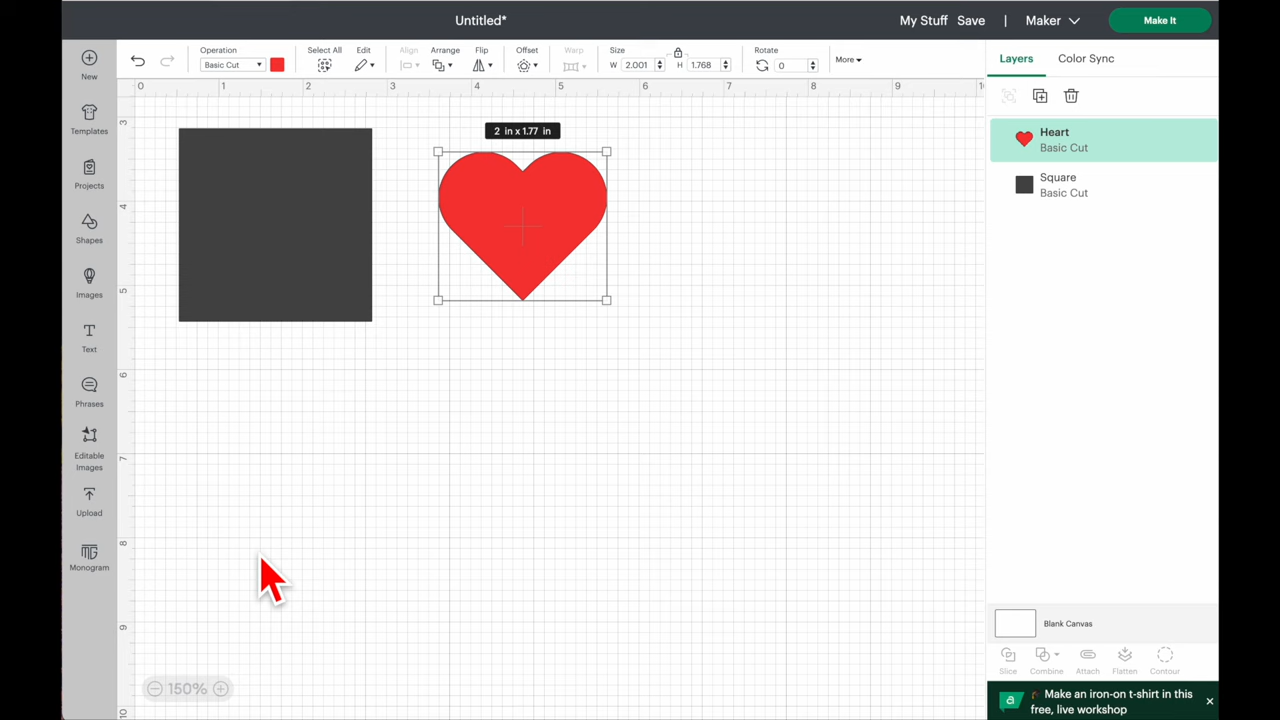 Untitled*
My Stuff
Save
|
Maker
Make It
Operation
Basic Cut
Select All
Edit
Align
Arrange
Flip
Offset
Warp
Size
W 2.001
H 1.768
Rotate
0
More
Layers
Color Sync
0 1 2 3 4 5 6 7 8 9 10
3
4
5
6
7
8
9
10
New
Templates
Projects
Shapes
Images
Text
Phrases
Editable
Images
Upload
Monogram
2 in x 1.77 in
150%
Heart
Basic Cut
Square
Basic Cut
Blank Canvas
Slice
Combine
Attach
Flatten
Contour
a
Make an iron-on t-shirt in this
free, live workshop